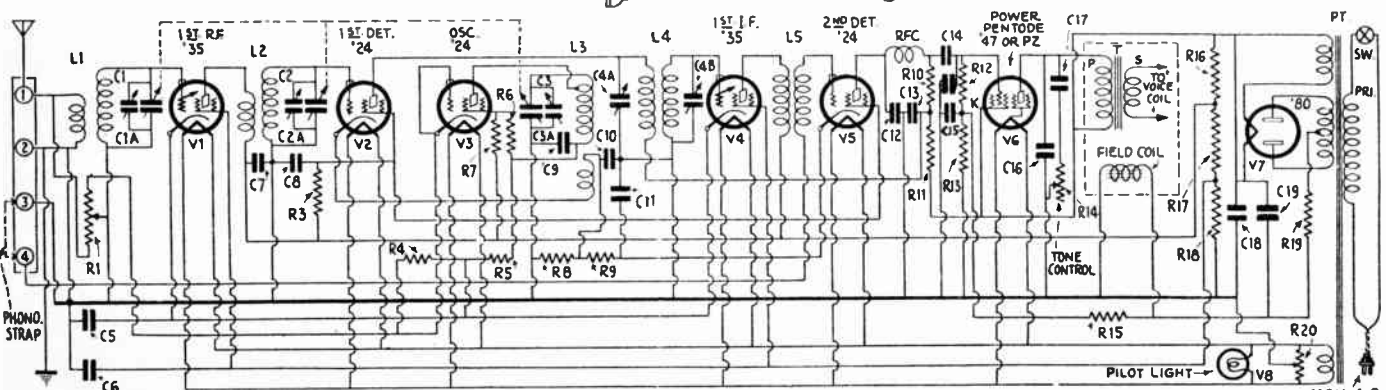 1ST R.F. '35
1ST DET. '24
OSC. '24
1ST I.F. '35
2ND DET. '24
POWER PENTODE '47 OR PZ
C17
PT
L1
C1
L2
C2
L3
C3
C4A
L4
C4B
L5
RFC
C14
R10
C13
R12
R16
SW.
PRI.
'80
P
S
TO VOICE COIL
1
2
3
4
C1A
V1
C2A
V2
V3
R6
R7
C3A
C9
C10
V4
V5
C12
C15
K
V6
C16
FIELD COIL
V7
C7
C8
R3
C11
R11
R13
R14
R17
C18
C19
R19
R1
R4
R5
R8
R9
TONE CONTROL
R18
PHONO. STRAP
C5
C6
R15
R20
PILOT LIGHT
V8